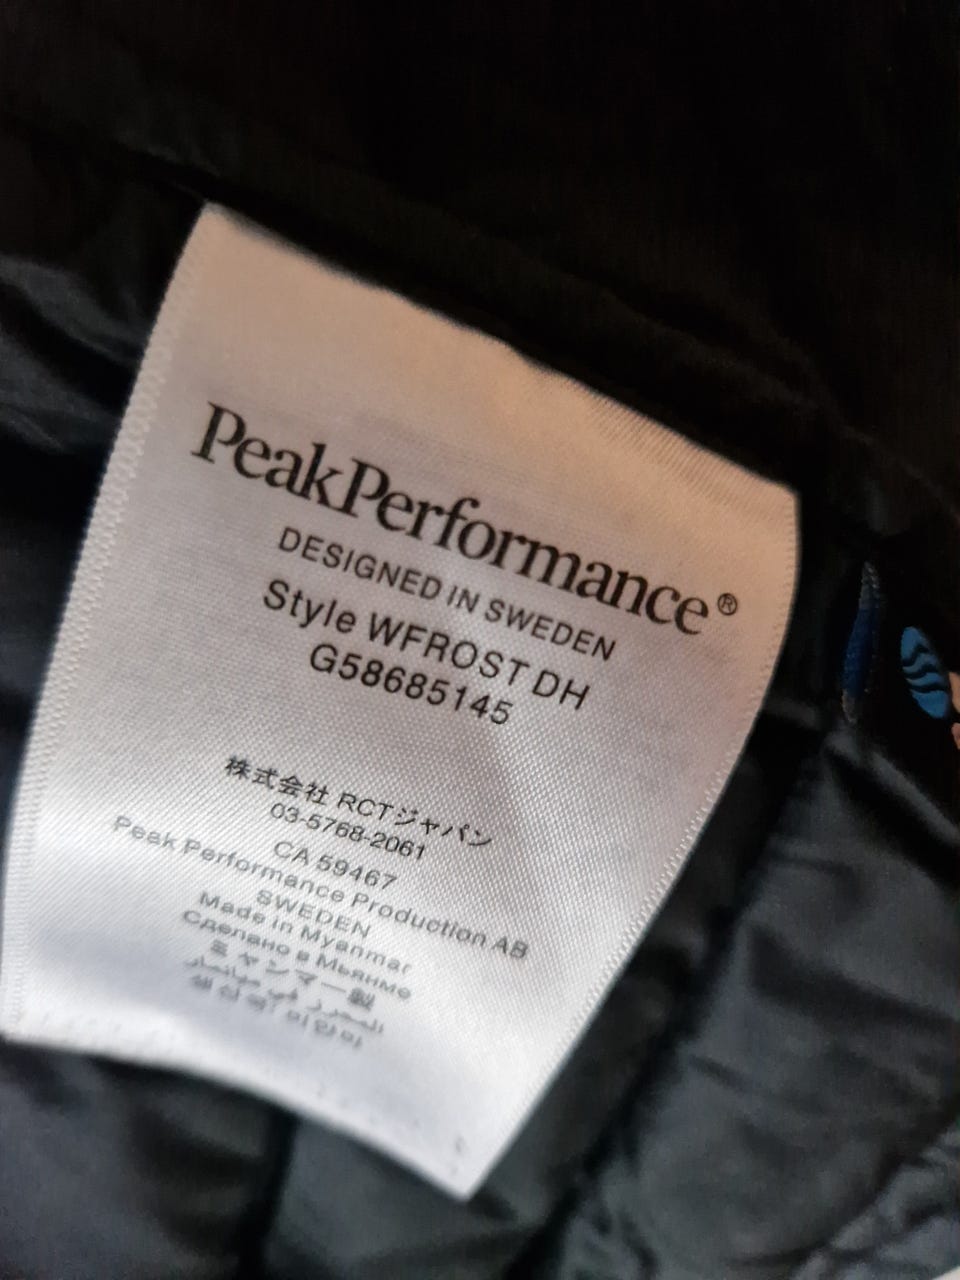 PeakPerformance®
DESIGNED IN SWEDEN
Style WFROST DH
G58685145
株式会社 RCTジャパン
03-5768-2061
CA 59467
Peak Performance Production AB
SWEDEN
Made in Myanmar
Сделано в Мьянме
ミャンマー製